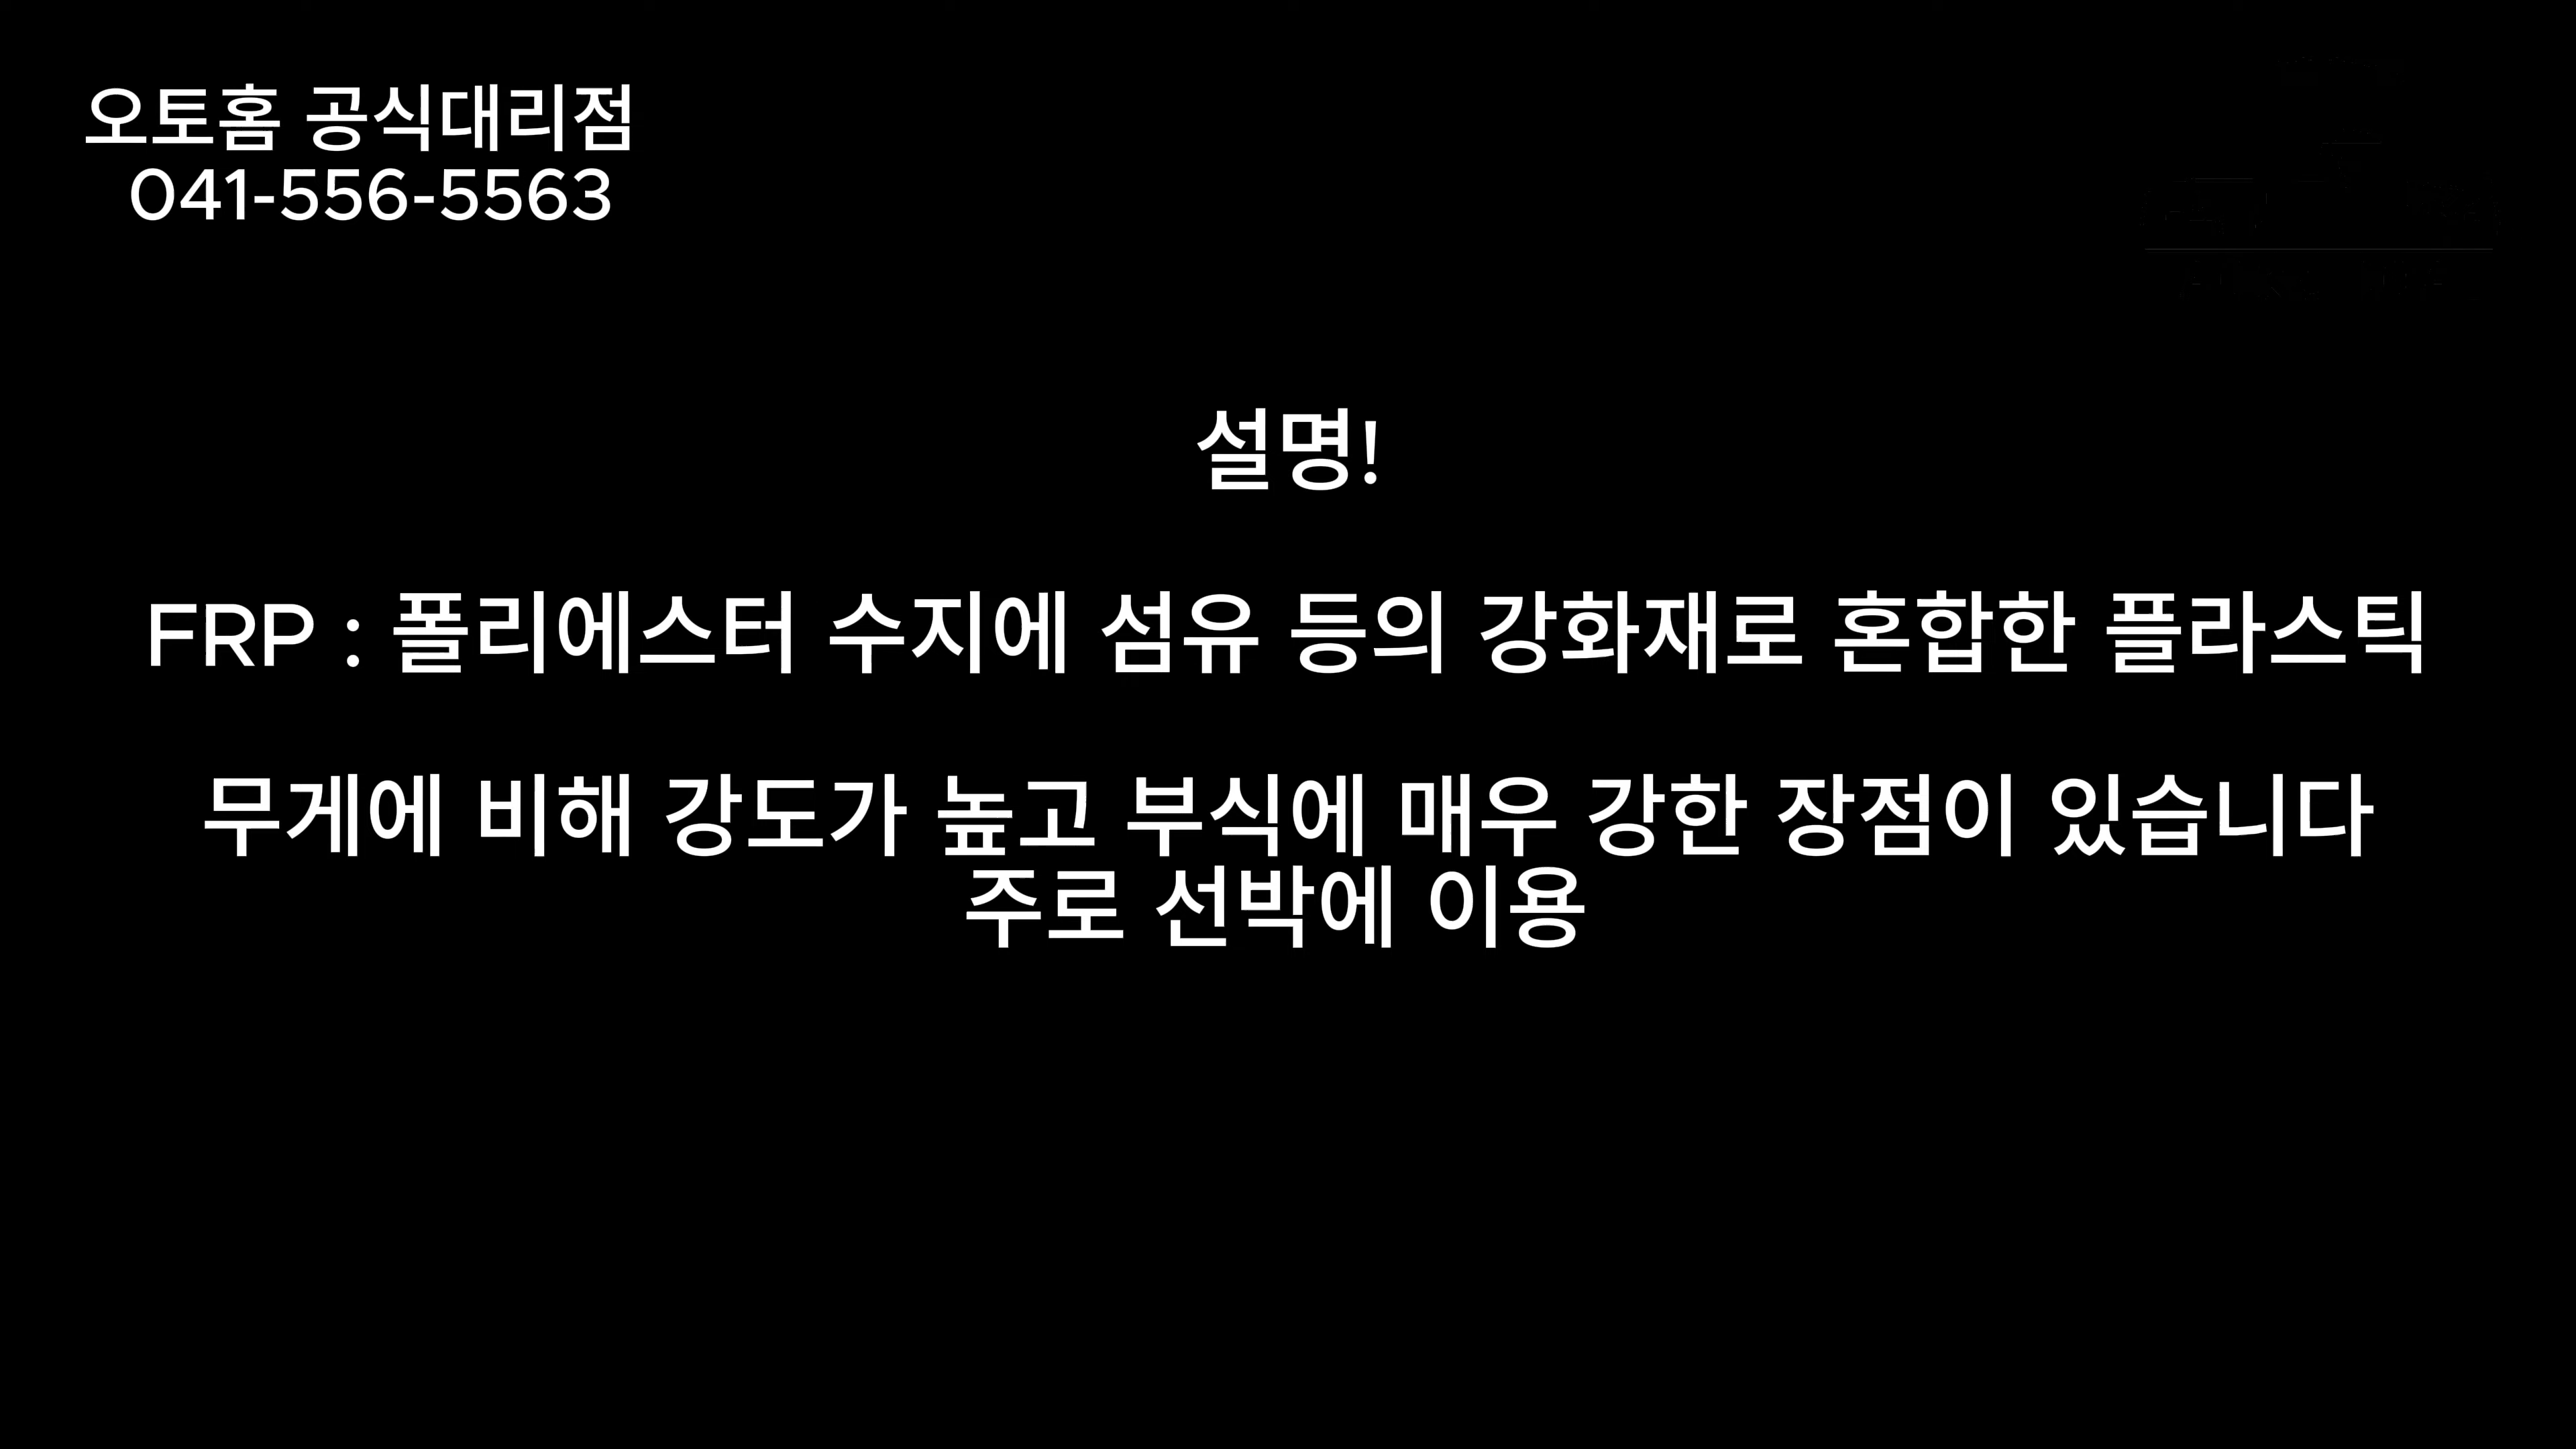 오토홈 공식대리점
041-556-5563
설명!
FRP : 폴리에스터 수지에 섬유 등의 강화재로 혼합한 플라스틱
무게에 비해 강도가 높고 부식에 매우 강한 장점이 있습니다
주로 선박에 이용